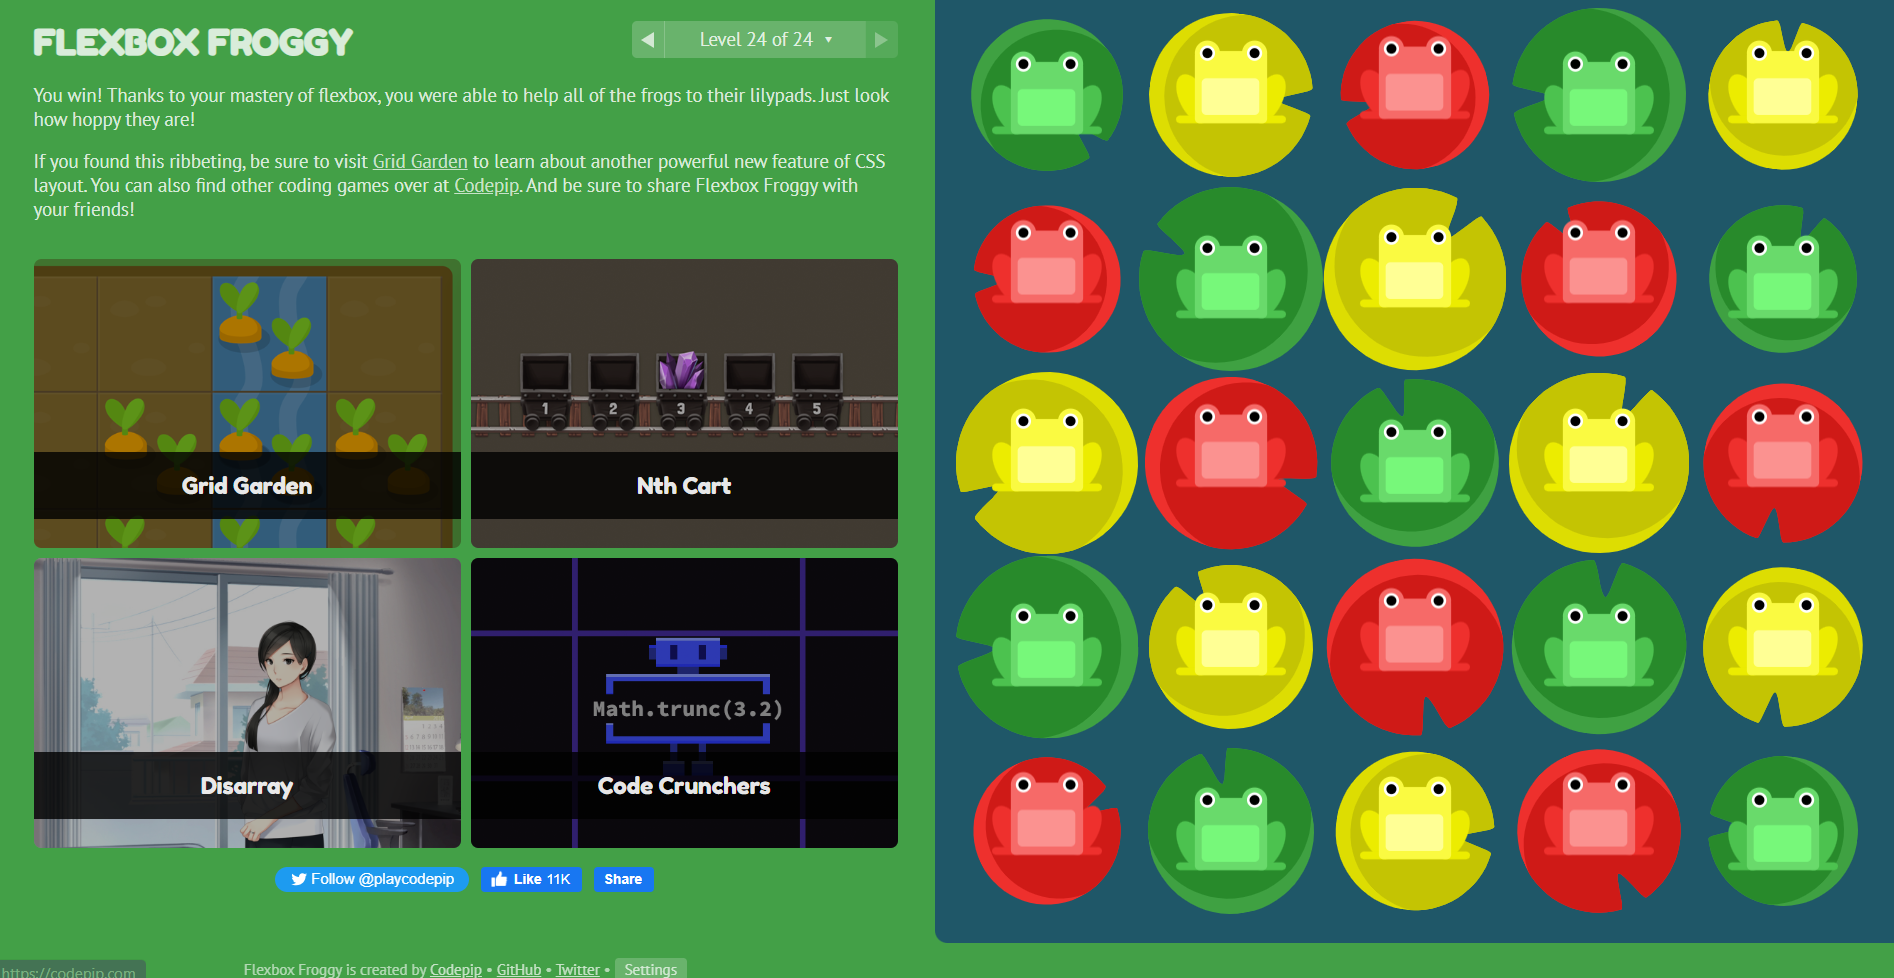 FLEXBOX FROGGY
Level 24 of 24
You win! Thanks to your mastery of flexbox, you were able to help all of the frogs to their lilypads. Just look
how hoppy they are!
If you found this ribbeting, be sure to visit Grid Garden to learn about another powerful new feature of CSS
layout. You can also find other coding games over at Codepip. And be sure to share Flexbox Froggy with
your friends!
1 2 3 4 5
Grid Garden
Nth Cart
Math.trunc(3.2)
Disarray
Code Crunchers
Follow @playcodepip
Like 11K
Share
Flexbox Froggy is created by Codepip • GitHub • Twitter • Settings
https://codepip.com